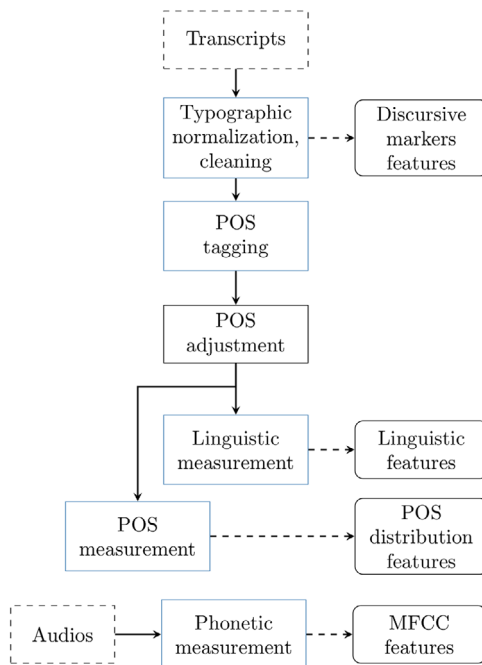 Transcripts
Typographic
normalization,
cleaning
Discursive
markers
features
POS
tagging
POS
adjustment
Linguistic
measurement
Linguistic
features
POS
measurement
POS
distribution
features
Audios
Phonetic
measurement
MFCC
features